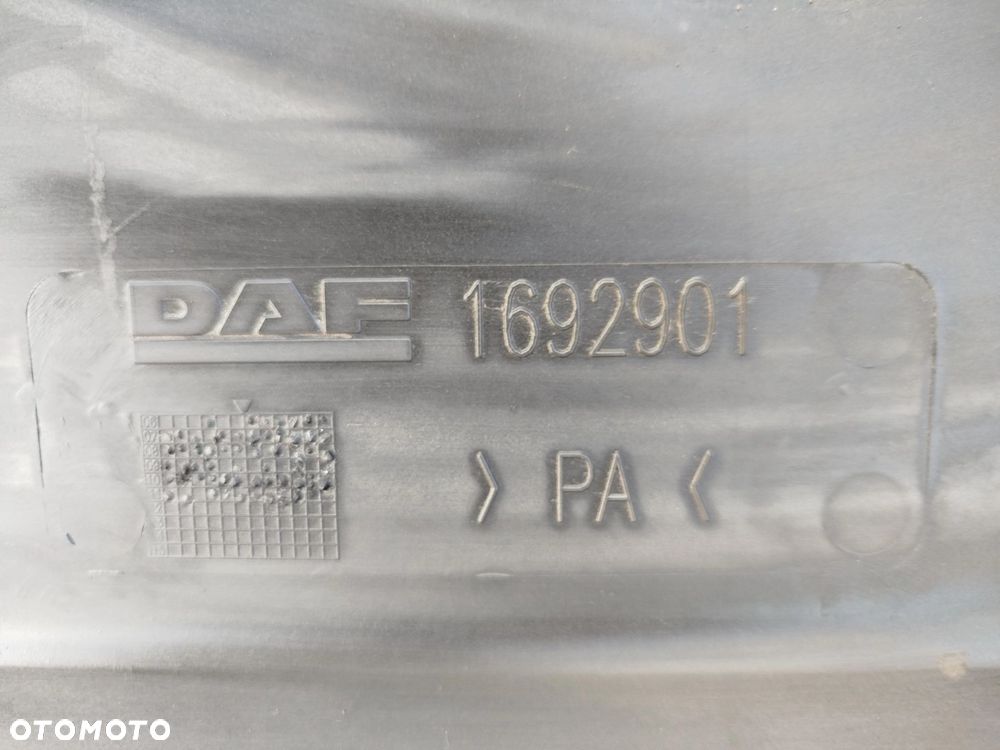 DAF 1692901
> PA <
OTOMOTO